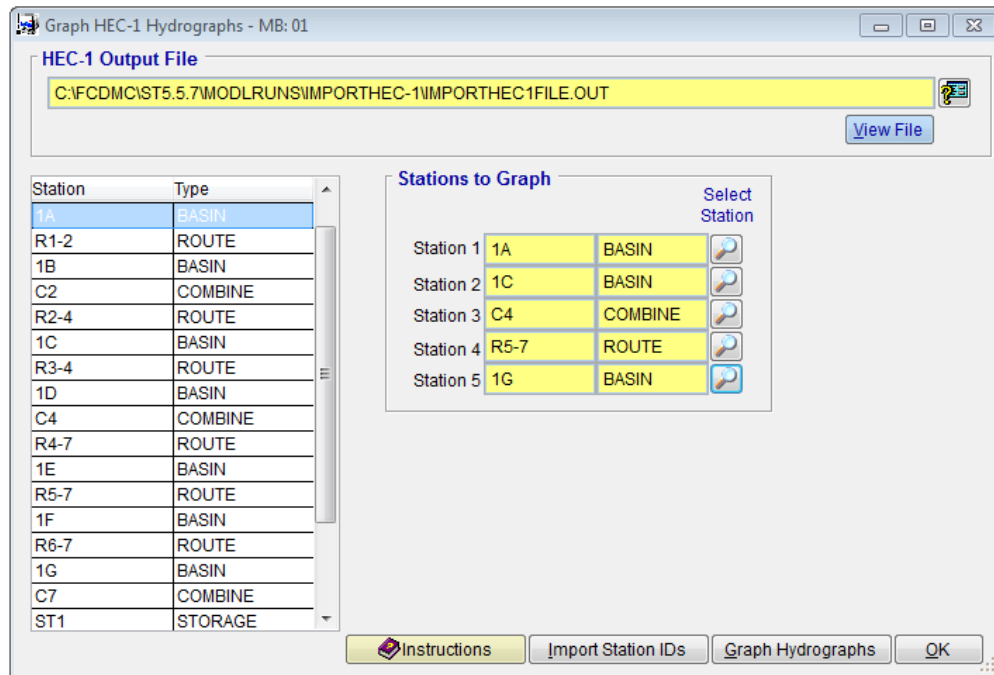 Graph HEC-1 Hydrographs - MB: 01
HEC-1 Output File
C:\FCDMC\ST5.5.7\MODLRUNS\IMPORTHEC-1\IMPORTHEC1FILE.OUT
View File
Station Type
1A BASIN
R1-2 ROUTE
1B BASIN
C2 COMBINE
R2-4 ROUTE
1C BASIN
R3-4 ROUTE
1D BASIN
C4 COMBINE
R4-7 ROUTE
1E BASIN
R5-7 ROUTE
1F BASIN
R6-7 ROUTE
1G BASIN
C7 COMBINE
ST1 STORAGE
Stations to Graph
Select
Station
Station 1 1A BASIN
Station 2 1C BASIN
Station 3 C4 COMBINE
Station 4 R5-7 ROUTE
Station 5 1G BASIN
Instructions Import Station IDs Graph Hydrographs OK